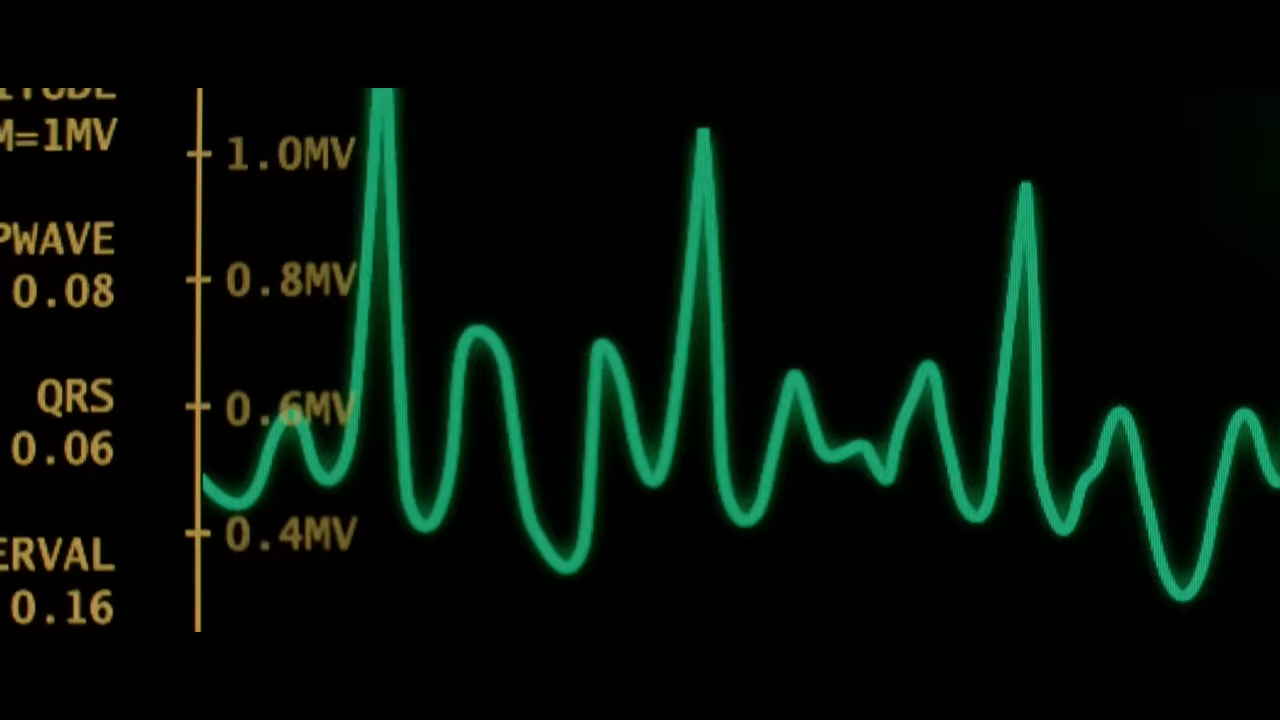 M=1MV
PWAVE
0.08
QRS
0.06
ERVAL
0.16
1.0MV
0.8MV
0.6MV
0.4MV